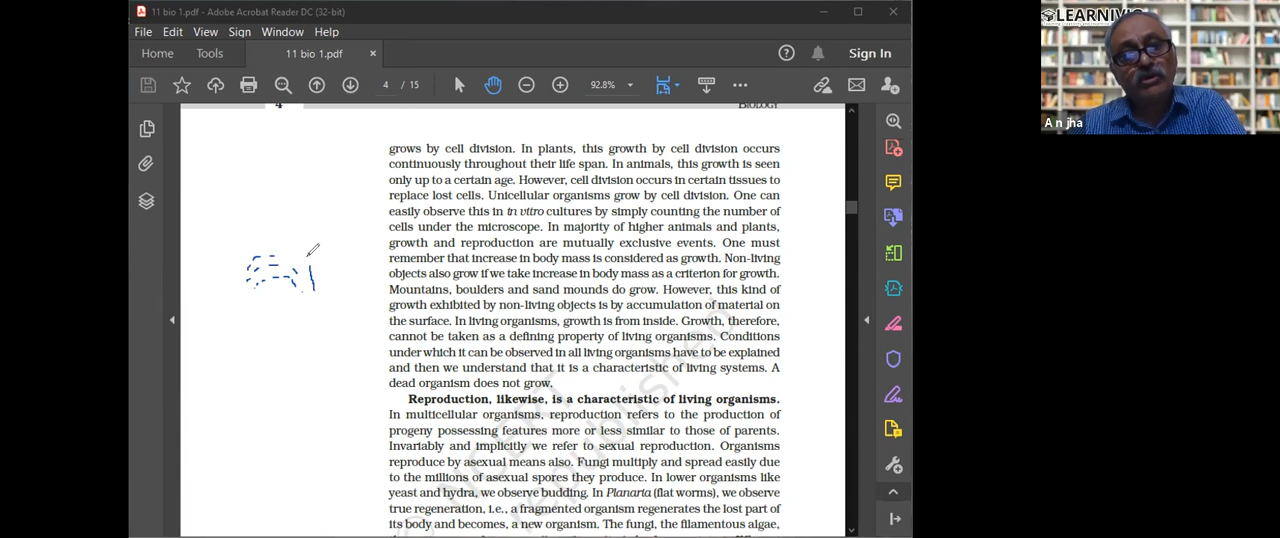 11 bio 1.pdf - Adobe Acrobat Reader DC (32-bit)
File Edit View Sign Window Help
Home Tools 11 bio 1.pdf × Sign In
4 / 15 92.8%
4 BIOLOGY
grows by cell division. In plants, this growth by cell division occurs
continuously throughout their life span. In animals, this growth is seen
only up to a certain age. However, cell division occurs in certain tissues to
replace lost cells. Unicellular organisms grow by cell division. One can
easily observe this in in vitro cultures by simply counting the number of
cells under the microscope. In majority of higher animals and plants,
growth and reproduction are mutually exclusive events. One must
remember that increase in body mass is considered as growth. Non-living
objects also grow if we take increase in body mass as a criterion for growth.
Mountains, boulders and sand mounds do grow. However, this kind of
growth exhibited by non-living objects is by accumulation of material on
the surface. In living organisms, growth is from inside. Growth, therefore,
cannot be taken as a defining property of living organisms. Conditions
under which it can be observed in all living organisms have to be explained
and then we understand that it is a characteristic of living systems. A
dead organism does not grow.
Reproduction, likewise, is a characteristic of living organisms.
In multicellular organisms, reproduction refers to the production of
progeny possessing features more or less similar to those of parents.
Invariably and implicitly we refer to sexual reproduction. Organisms
reproduce by asexual means also. Fungi multiply and spread easily due
to the millions of asexual spores they produce. In lower organisms like
yeast and hydra, we observe budding. In Planaria (flat worms), we observe
true regeneration, i.e., a fragmented organism regenerates the lost part of
its body and becomes, a new organism. The fungi, the filamentous algae,
© NCERT
republished
A n jha